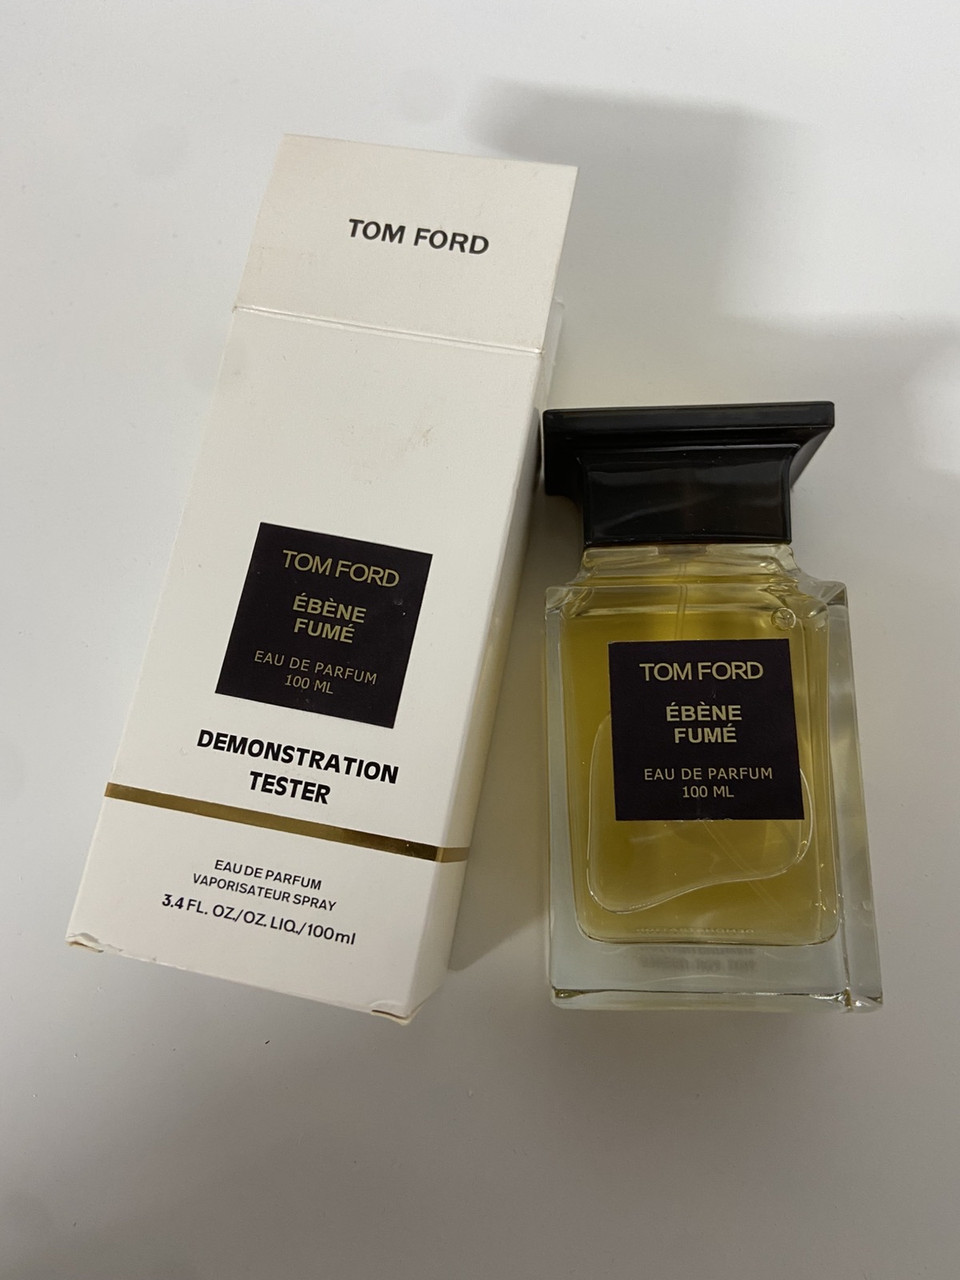 TOM FORD
TOM FORD
ÉBÈNE
FUMÉ
EAU DE PARFUM
100 ML
DEMONSTRATION
TESTER
EAU DE PARFUM
VAPORISATEUR SPRAY
3.4 FL. OZ./OZ. LIQ./100ml
TOM FORD
ÉBÈNE
FUMÉ
EAU DE PARFUM
100 ML